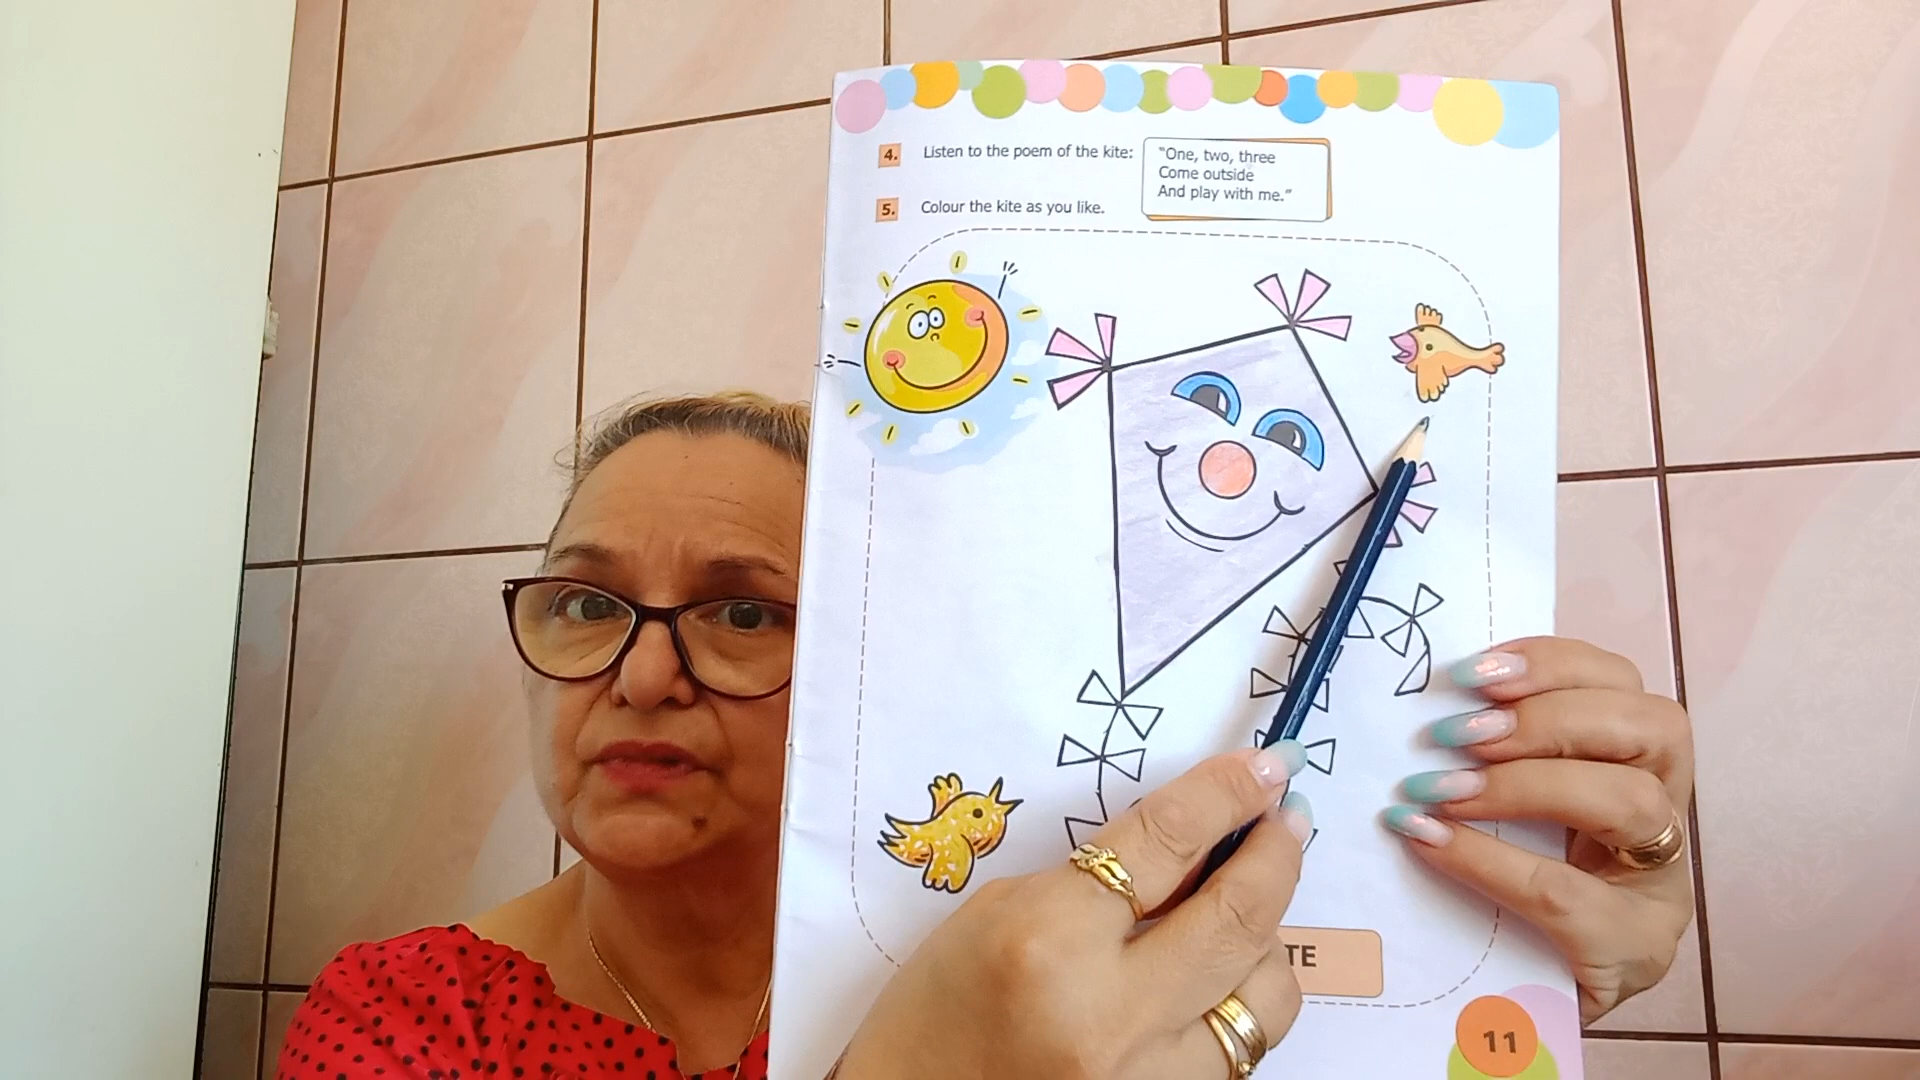 4. Listen to the poem of the kite:
"One, two, three
Come outside
And play with me."
5. Colour the kite as you like.
TE
11